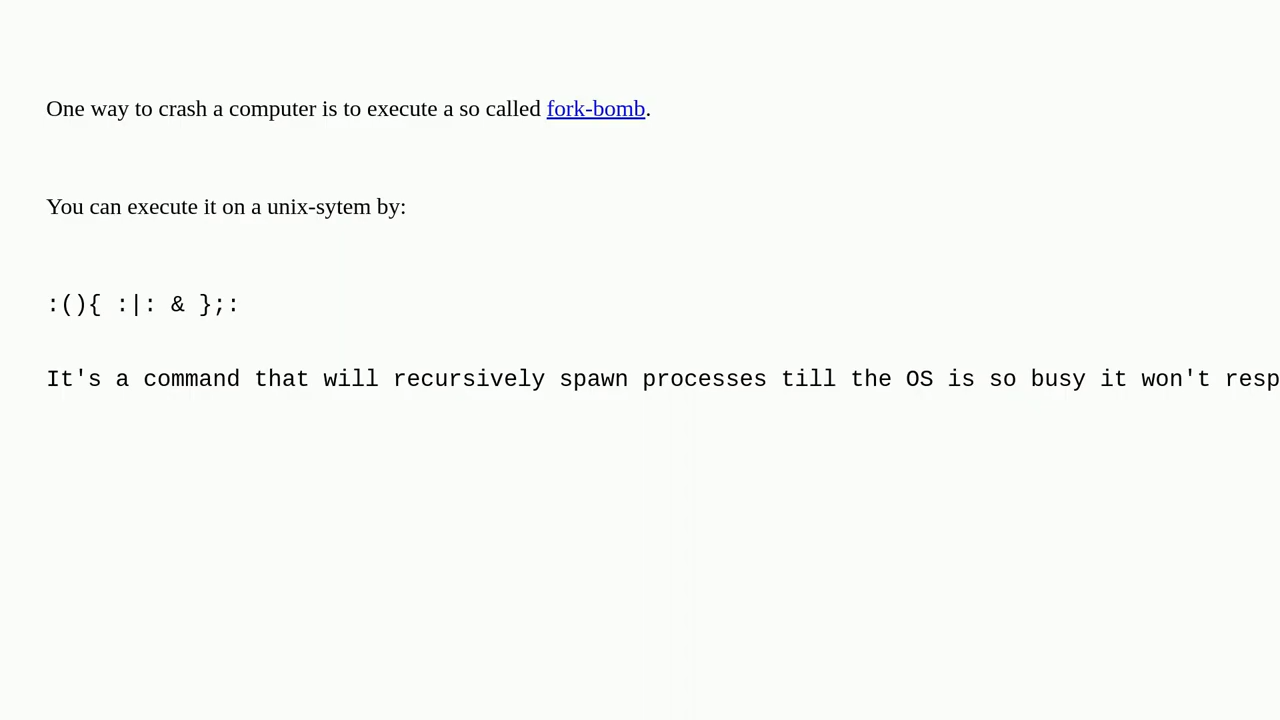 One way to crash a computer is to execute a so called fork-bomb.
You can execute it on a unix-sytem by:
:(){ :|: & };:
It's a command that will recursively spawn processes till the OS is so busy it won't resp